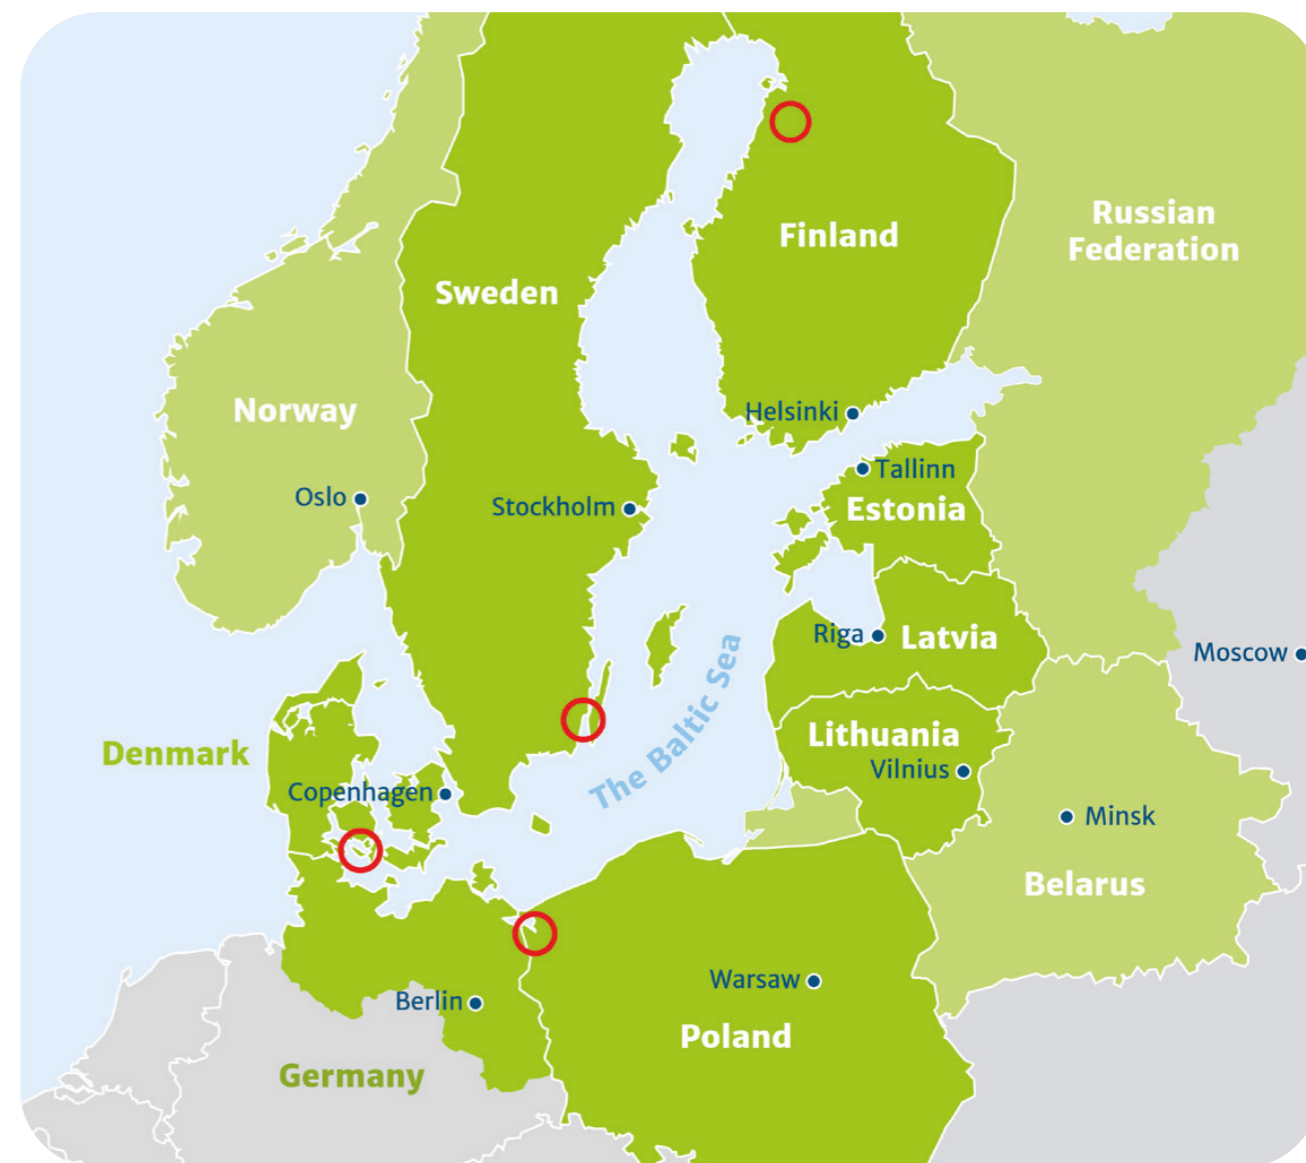 Russian
Federation
Finland
Sweden
Norway
Helsinki
Tallinn
Oslo
Stockholm
Estonia
Riga
Latvia
Moscow
The Baltic Sea
Lithuania
Denmark
Vilnius
Copenhagen
Minsk
Belarus
Warsaw
Berlin
Poland
Germany